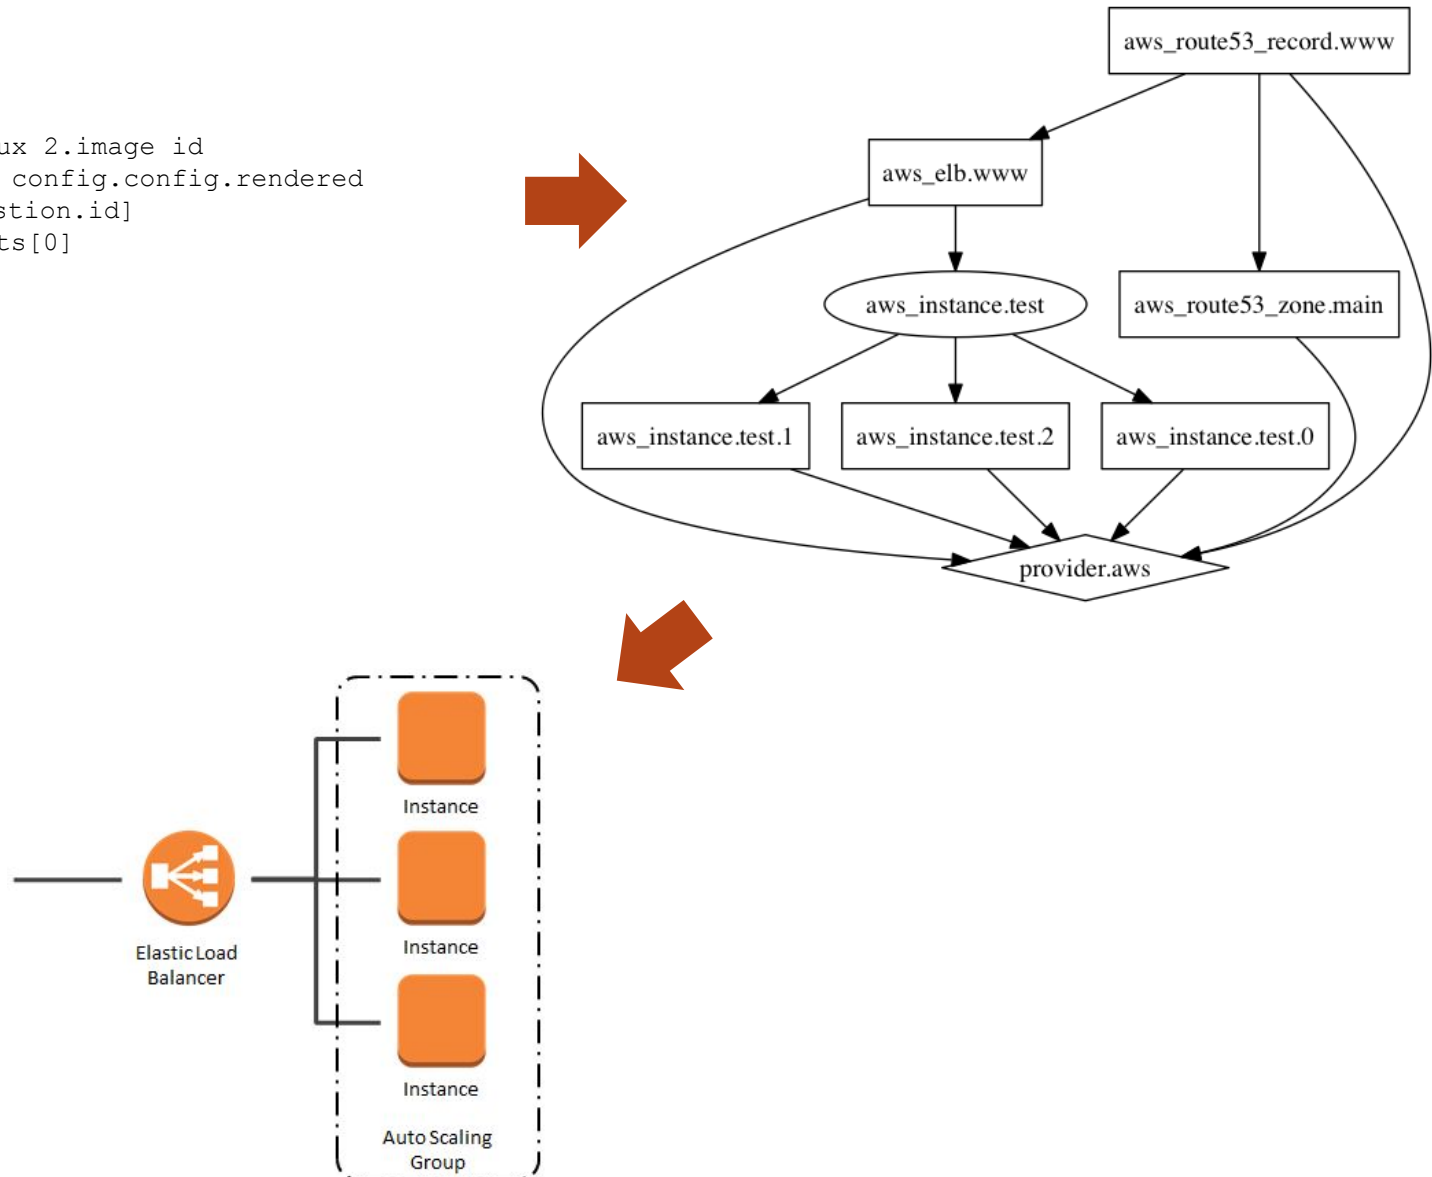 ux 2.image id
config.config.rendered
stion.id]
ts[0]
aws_route53_record.www
aws_elb.www
aws_instance.test
aws_route53_zone.main
aws_instance.test.1
aws_instance.test.2
aws_instance.test.0
provider.aws
Instance
Instance
Elastic Load
Balancer
Instance
Auto Scaling
Group